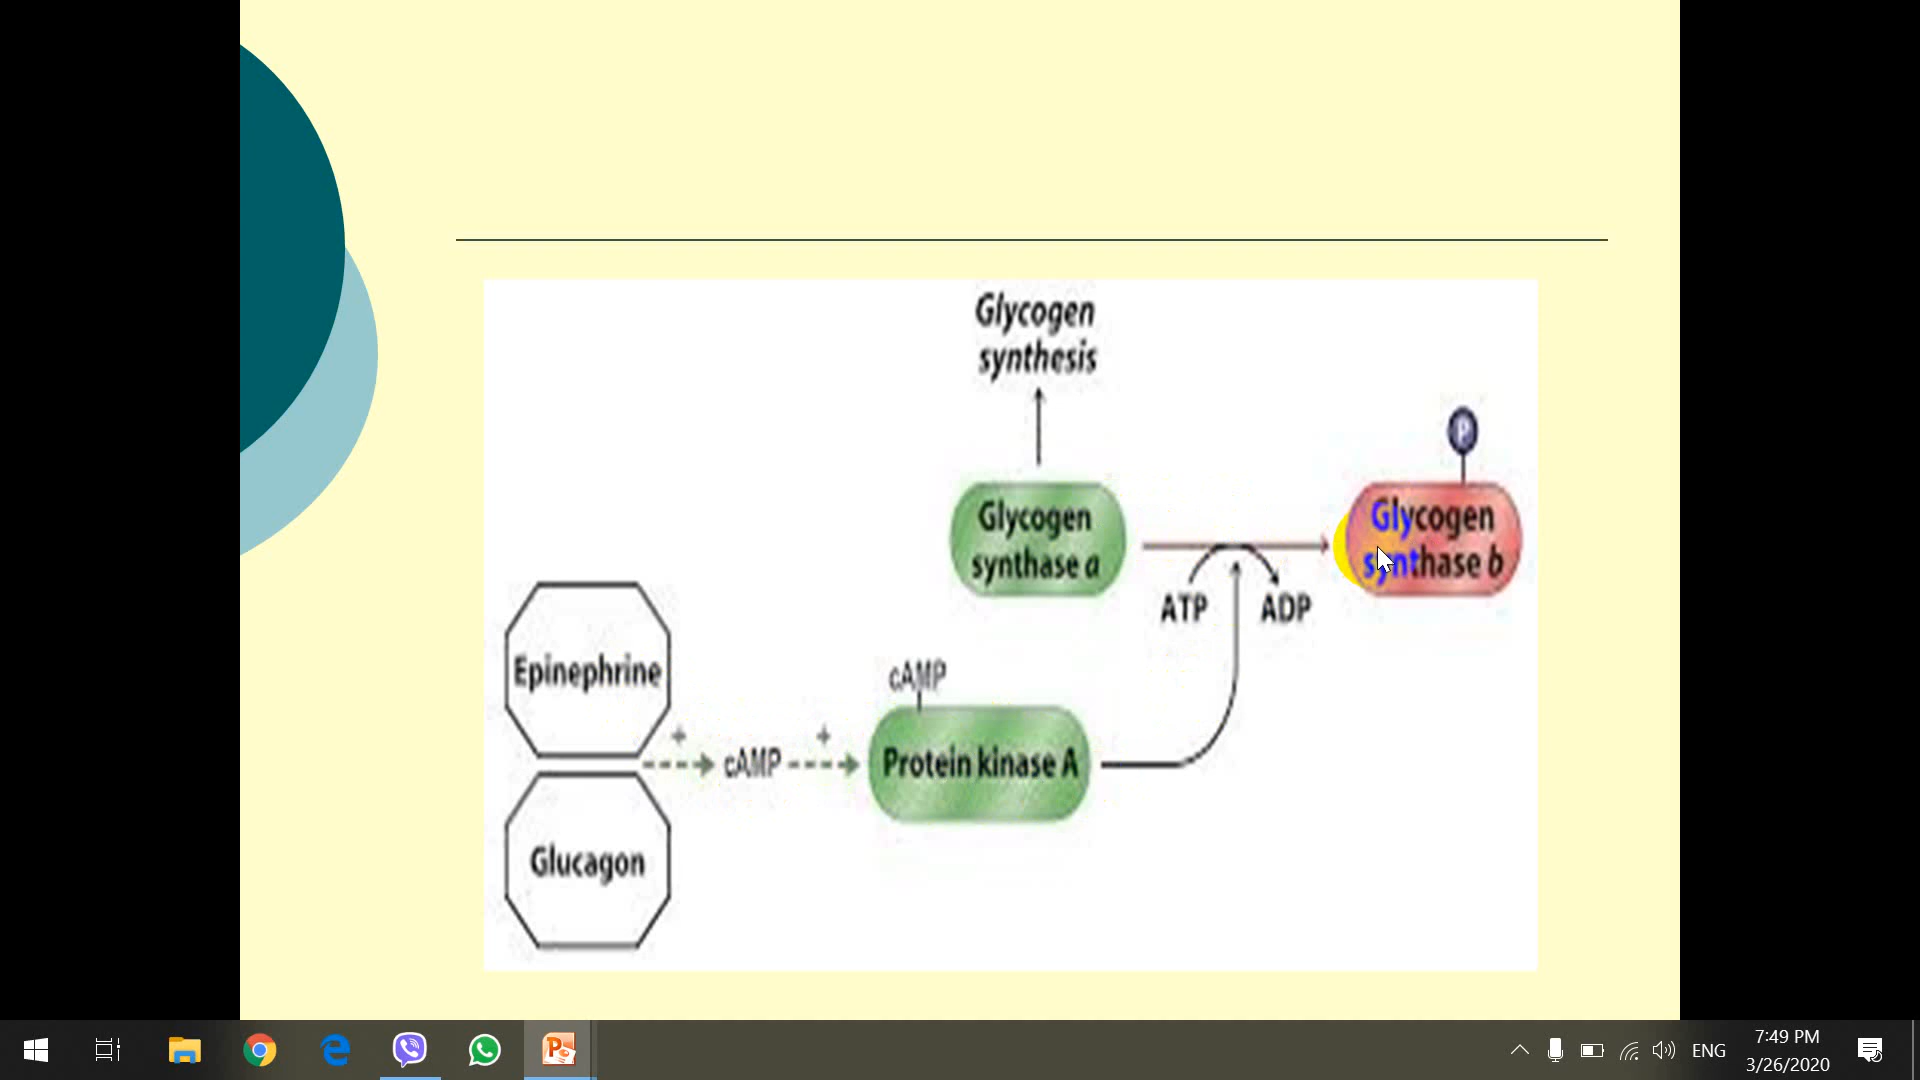 Glycogen
synthesis
P
Glycogen
synthase a
Glycogen
synthase b
ATP
ADP
Epinephrine
cAMP
+
+
cAMP
Protein kinase A
Glucagon
ENG
7:49 PM
3/26/2020